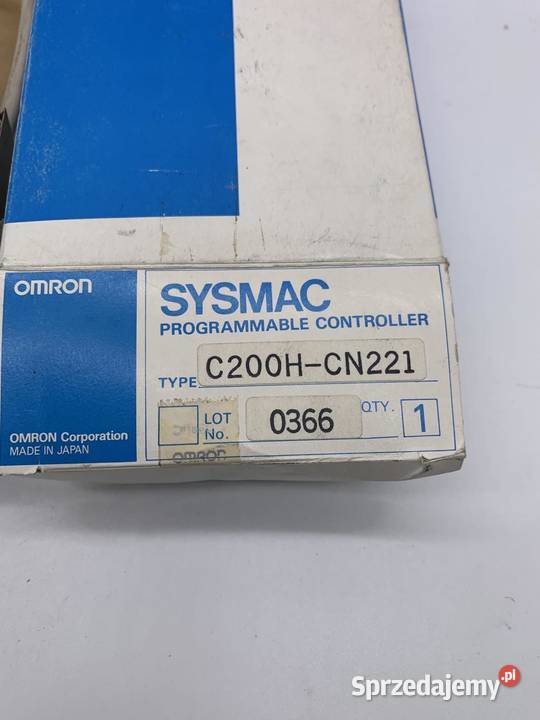 OMRON
SYSMAC
PROGRAMMABLE CONTROLLER
TYPE C200H-CN221
LOT No. 0366 QTY. 1
OMRON Corporation
MADE IN JAPAN
OMRON
Sprzedajemy.pl